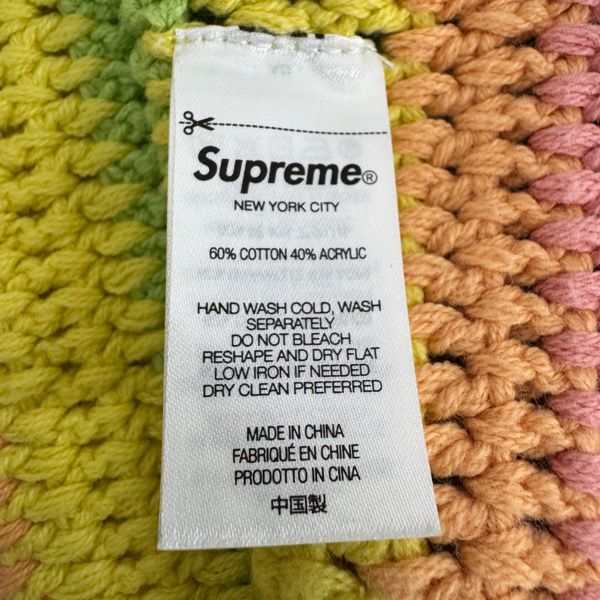 Supreme®
NEW YORK CITY
60% COTTON 40% ACRYLIC
HAND WASH COLD, WASH
SEPARATELY
DO NOT BLEACH
RESHAPE AND DRY FLAT
LOW IRON IF NEEDED
DRY CLEAN PREFERRED
MADE IN CHINA
FABRIQUÉ EN CHINE
PRODOTTO IN CINA
中国製